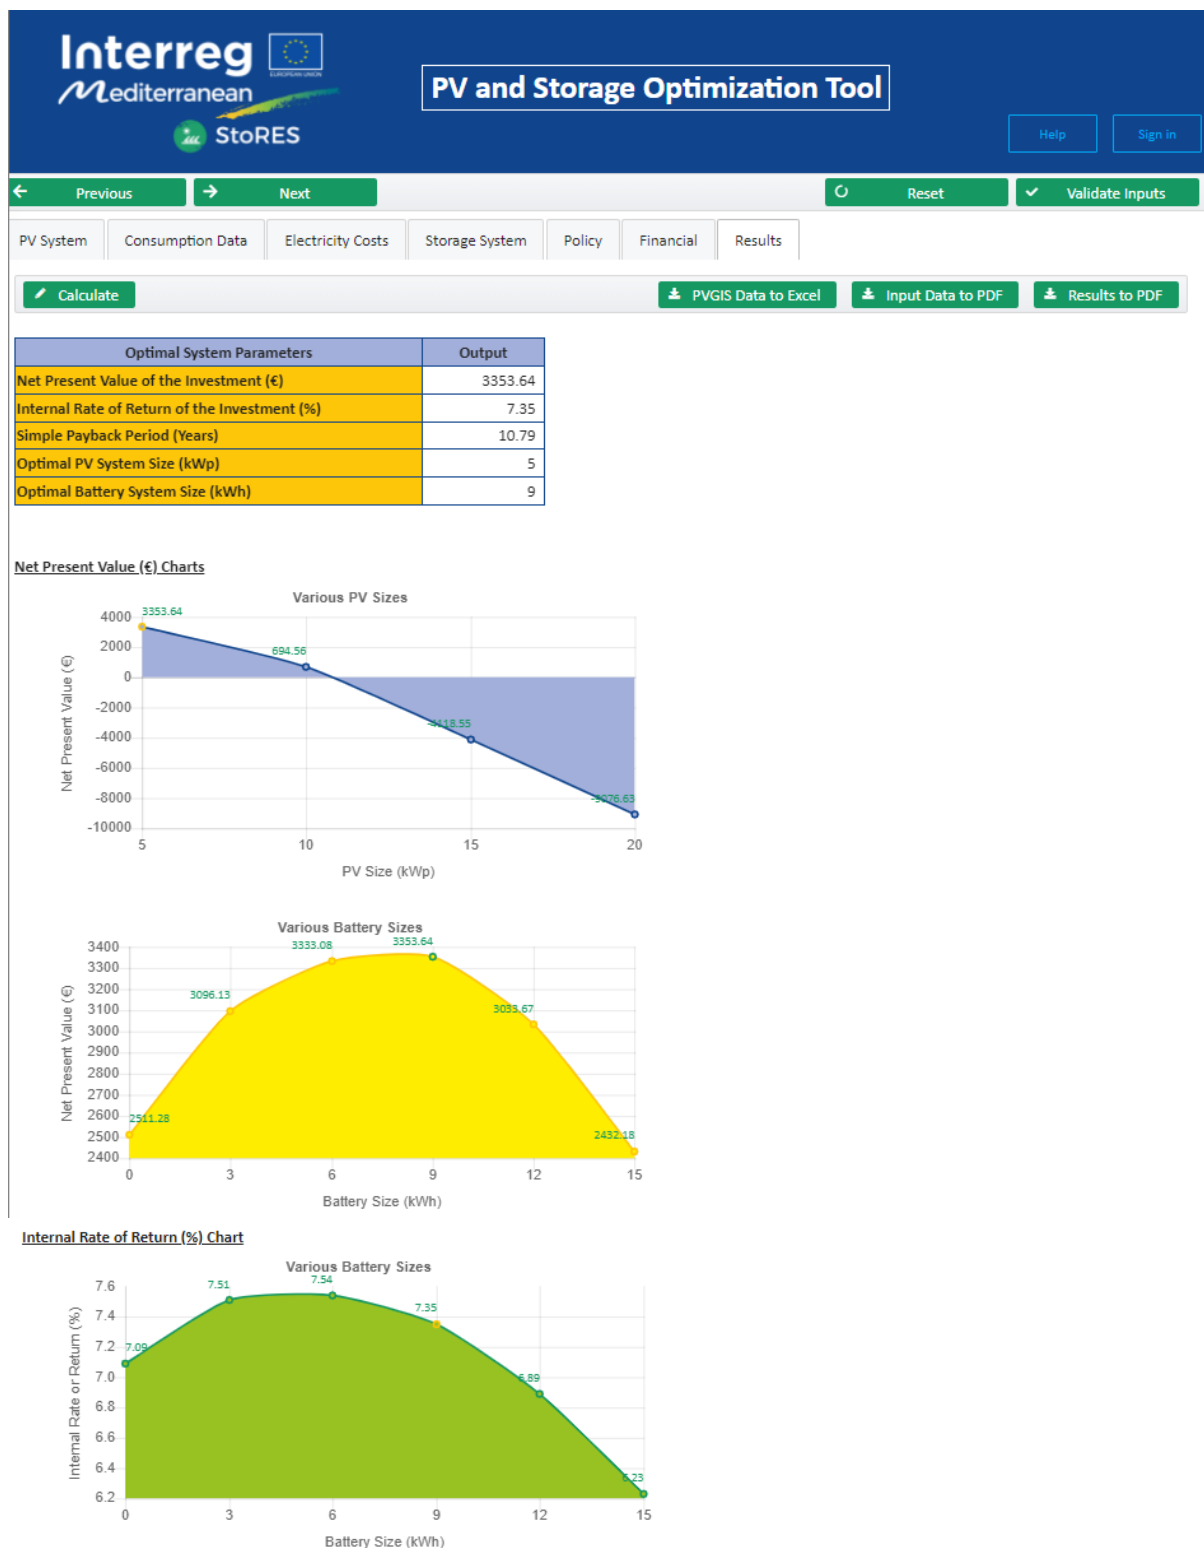 Interreg
EUROPEAN UNION
Mediterranean
StoRES
PV and Storage Optimization Tool
Help Sign in
Previous Next Reset Validate Inputs
PV System Consumption Data Electricity Costs Storage System Policy Financial Results
Calculate PVGIS Data to Excel Input Data to PDF Results to PDF
Optimal System Parameters Output
Net Present Value of the Investment (€) 3353.64
Internal Rate of Return of the Investment (%) 7.35
Simple Payback Period (Years) 10.79
Optimal PV System Size (kWp) 5
Optimal Battery System Size (kWh) 9
Net Present Value (€) Charts
Various PV Sizes
Net Present Value (€)
4000
2000
0
-2000
-4000
-6000
-8000
-10000
3353.64
694.56
-4118.55
-9076.63
5 10 15 20
PV Size (kWp)
Various Battery Sizes
Net Present Value (€)
3400
3300
3200
3100
3000
2900
2800
2700
2600
2500
2400
2511.28
3096.13
3333.08
3353.64
3033.67
2432.18
0 3 6 9 12 15
Battery Size (kWh)
Internal Rate of Return (%) Chart
Various Battery Sizes
Internal Rate or Return (%)
7.6
7.4
7.2
7.0
6.8
6.6
6.4
6.2
7.09
7.51
7.54
7.35
6.89
6.23
0 3 6 9 12 15
Battery Size (kWh)